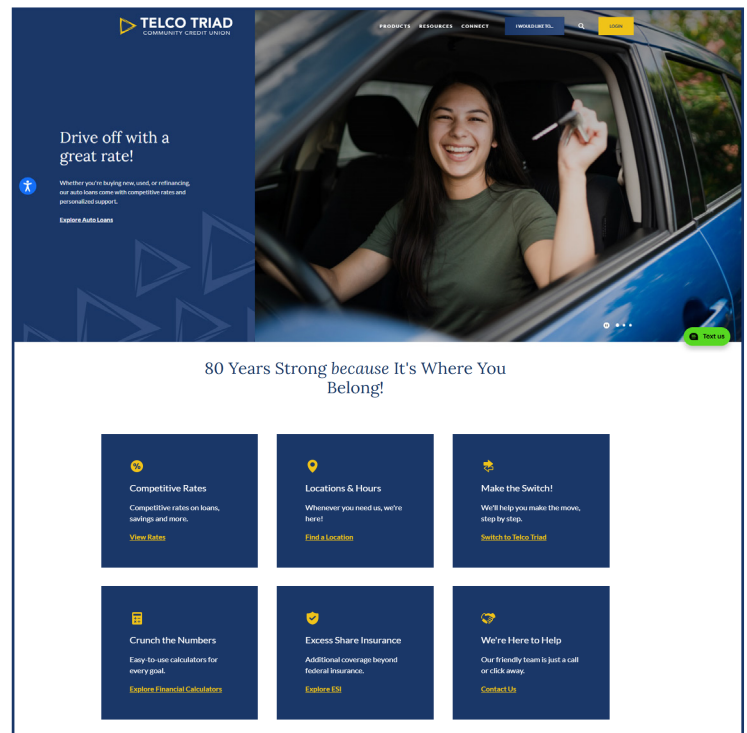 TELCO TRIAD
COMMUNITY CREDIT UNION
PRODUCTS RESOURCES CONNECT I WOULD LIKE TO... LOGIN
Drive off with a
great rate!
Whether you're buying new, used, or refinancing,
our auto loans come with competitive rates and
personalized support.
Explore Auto Loans
Text us
80 Years Strong because It's Where You
Belong!
%
Competitive Rates
Competitive rates on loans,
savings and more.
View Rates
Locations & Hours
Whenever you need us, we're
here!
Find a Location
Make the Switch!
We'll help you make the move,
step by step.
Switch to Telco Triad
Crunch the Numbers
Easy-to-use calculators for
every goal.
Explore Financial Calculators
Excess Share Insurance
Additional coverage beyond
federal insurance.
Explore ESI
We're Here to Help
Our friendly team is just a call
or click away.
Contact Us